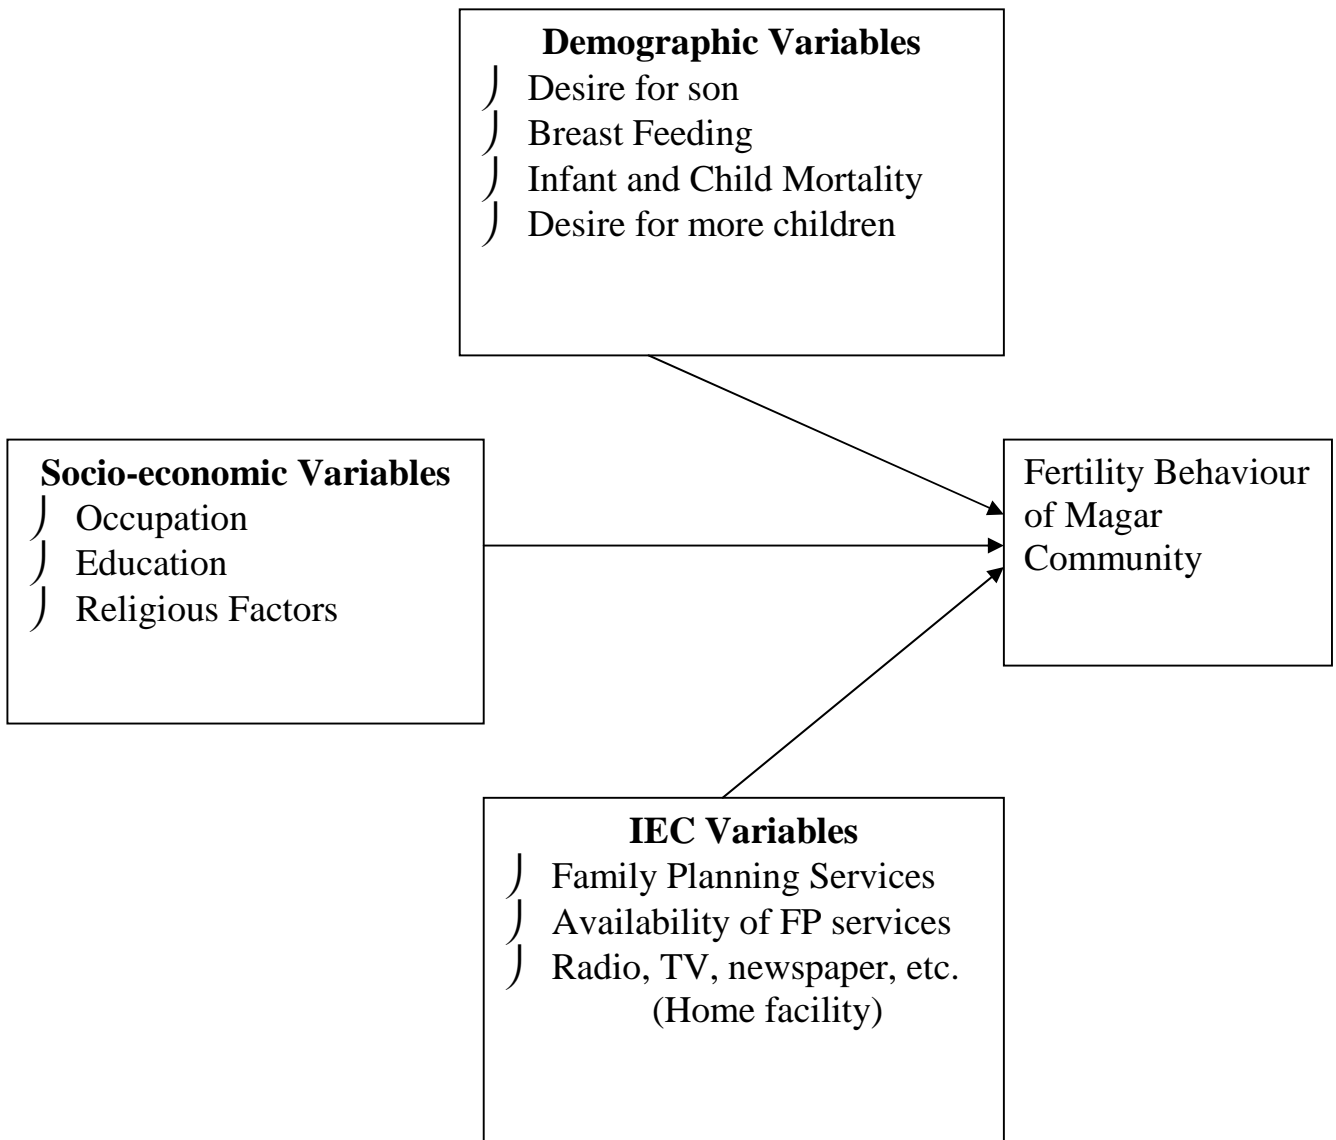 Demographic Variables
⎠ Desire for son
⎠ Breast Feeding
⎠ Infant and Child Mortality
⎠ Desire for more children
Socio-economic Variables
⎠ Occupation
⎠ Education
⎠ Religious Factors
Fertility Behaviour
of Magar
Community
IEC Variables
⎠ Family Planning Services
⎠ Availability of FP services
⎠ Radio, TV, newspaper, etc.
(Home facility)